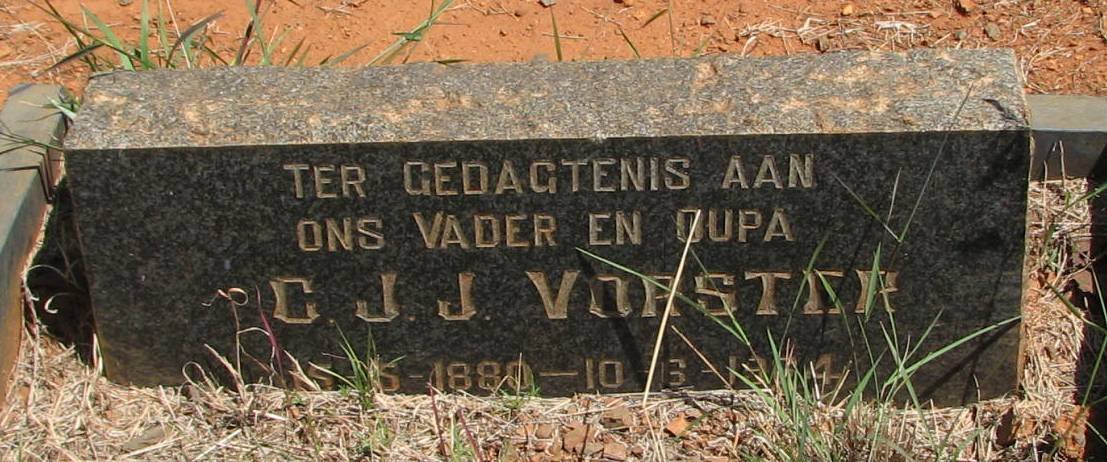 TER GEDAGTENIS AAN
ONS VADER EN OUPA
C. J. J. VORSTER
-1880—10